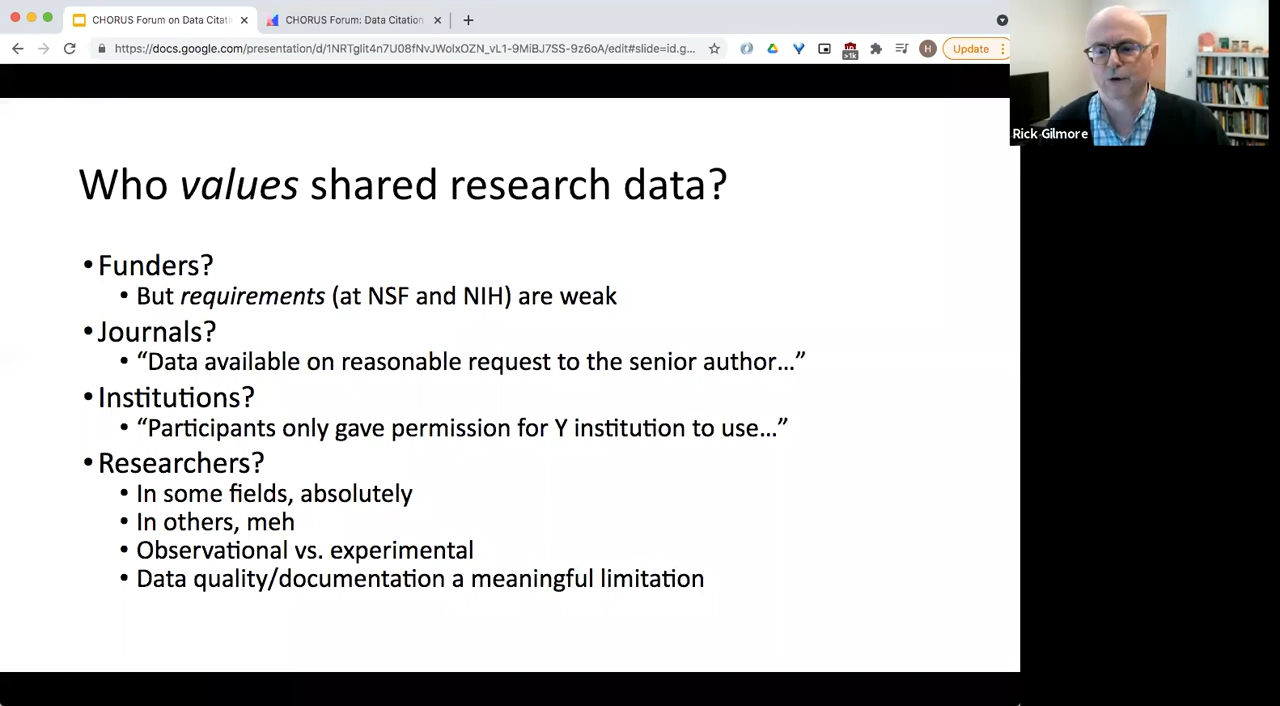 CHORUS Forum on Data Citati
CHORUS Forum: Data Citation
https://docs.google.com/presentation/d/1NRTglit4n7U08fNvJWolxOZN_vL1-9MiBJ7SS-9z6oA/edit#slide=id.g...
>1k
H
Update
Rick Gilmore
Who values shared research data?
• Funders?
• But requirements (at NSF and NIH) are weak
• Journals?
• “Data available on reasonable request to the senior author…”
• Institutions?
• “Participants only gave permission for Y institution to use…”
• Researchers?
• In some fields, absolutely
• In others, meh
• Observational vs. experimental
• Data quality/documentation a meaningful limitation